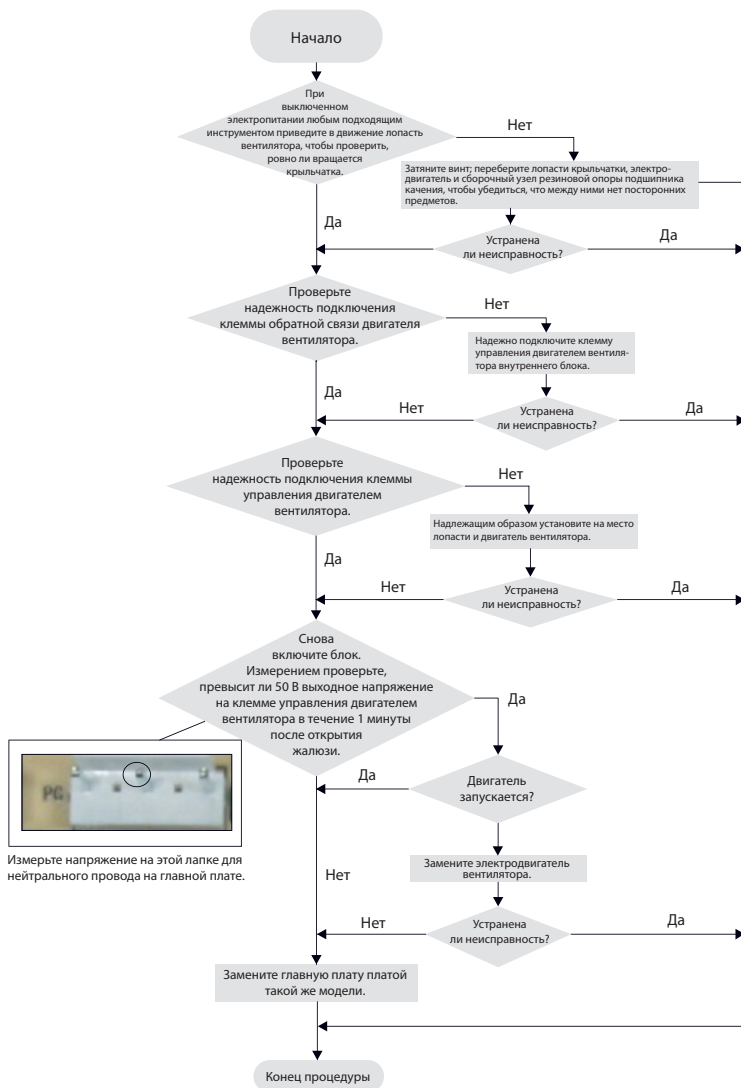 Начало
При
выключенном
электропитании любым подходящим
инструментом приведите в движение лопасть
вентилятора, чтобы проверить,
ровно ли вращается
крыльчатка.
Нет
Затяните винт; переберите лопасти крыльчатки, электро-
двигатель и сборочный узел резиновой опоры подшипника
качения, чтобы убедиться, что между ними нет посторонних
предметов.
Да
Устранена
ли неисправность?
Да
Проверьте
надежность подключения
клеммы обратной связи двигателя
вентилятора.
Нет
Надежно подключите клемму
управления двигателем вентиля-
тора внутреннего блока.
Да
Нет
Устранена
ли неисправность?
Да
Проверьте
надежность подключения клеммы
управления двигателем
вентилятора.
Нет
Надлежащим образом установите на место
лопасти и двигатель вентилятора.
Да
Нет
Устранена
ли неисправность?
Да
Снова
включите блок.
Измерением проверьте,
превысит ли 50 В выходное напряжение
на клемме управления двигателем
вентилятора в течение 1 минуты
после открытия
жалюзи.
Да
Да
Двигатель
запускается?
PG
Измерьте напряжение на этой лапке для
нейтрального провода на главной плате.
Замените электродвигатель
вентилятора.
Нет
Нет
Устранена
ли неисправность?
Да
Замените главную плату платой
такой же модели.
Конец процедуры